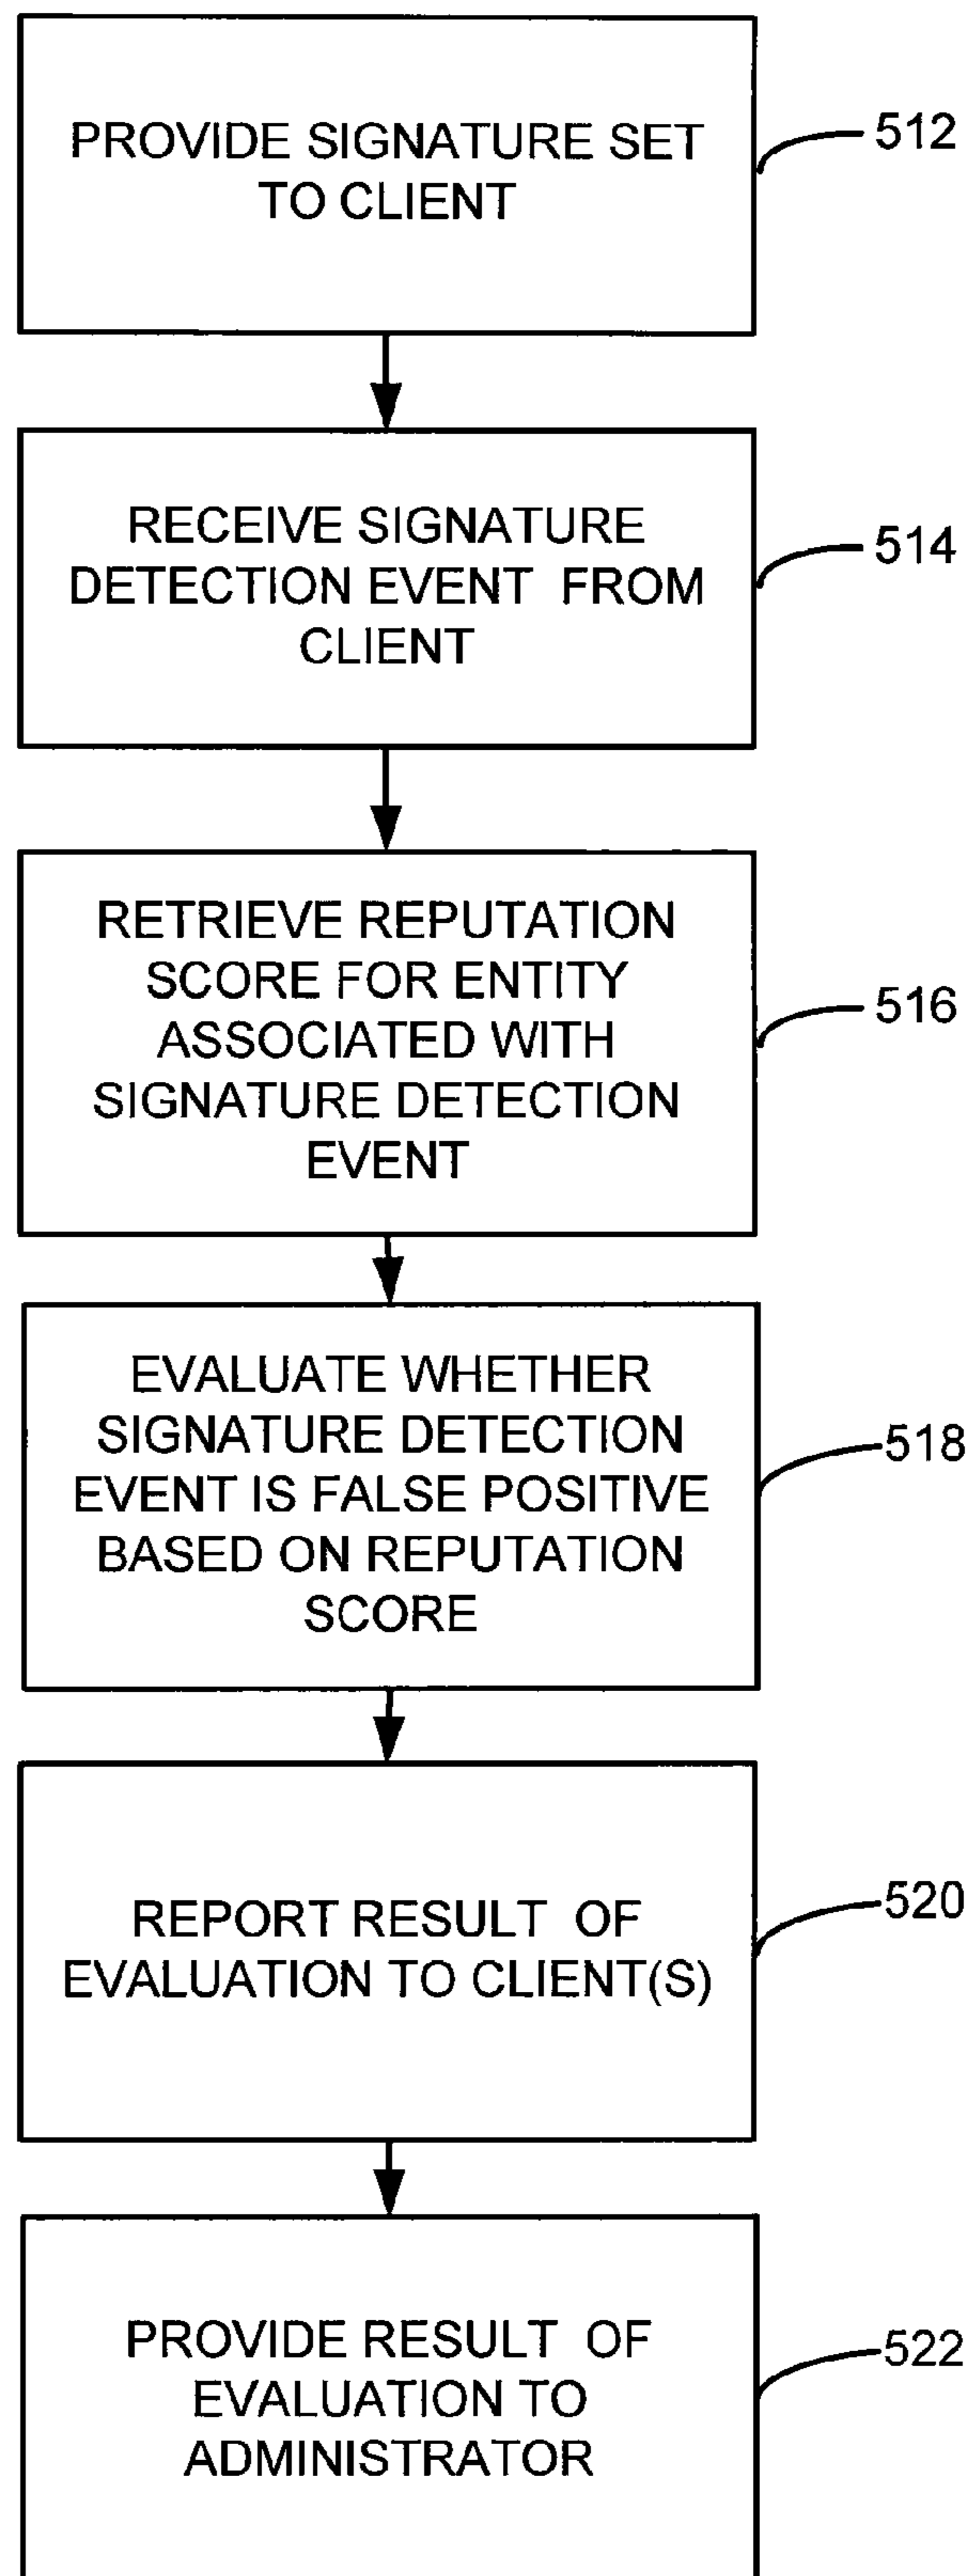 PROVIDE SIGNATURE SET
TO CLIENT
512
RECEIVE SIGNATURE
DETECTION EVENT FROM
CLIENT
514
RETRIEVE REPUTATION
SCORE FOR ENTITY
ASSOCIATED WITH
SIGNATURE DETECTION
EVENT
516
EVALUATE WHETHER
SIGNATURE DETECTION
EVENT IS FALSE POSITIVE
BASED ON REPUTATION
SCORE
518
REPORT RESULT OF
EVALUATION TO CLIENT(S)
520
PROVIDE RESULT OF
EVALUATION TO
ADMINISTRATOR
522